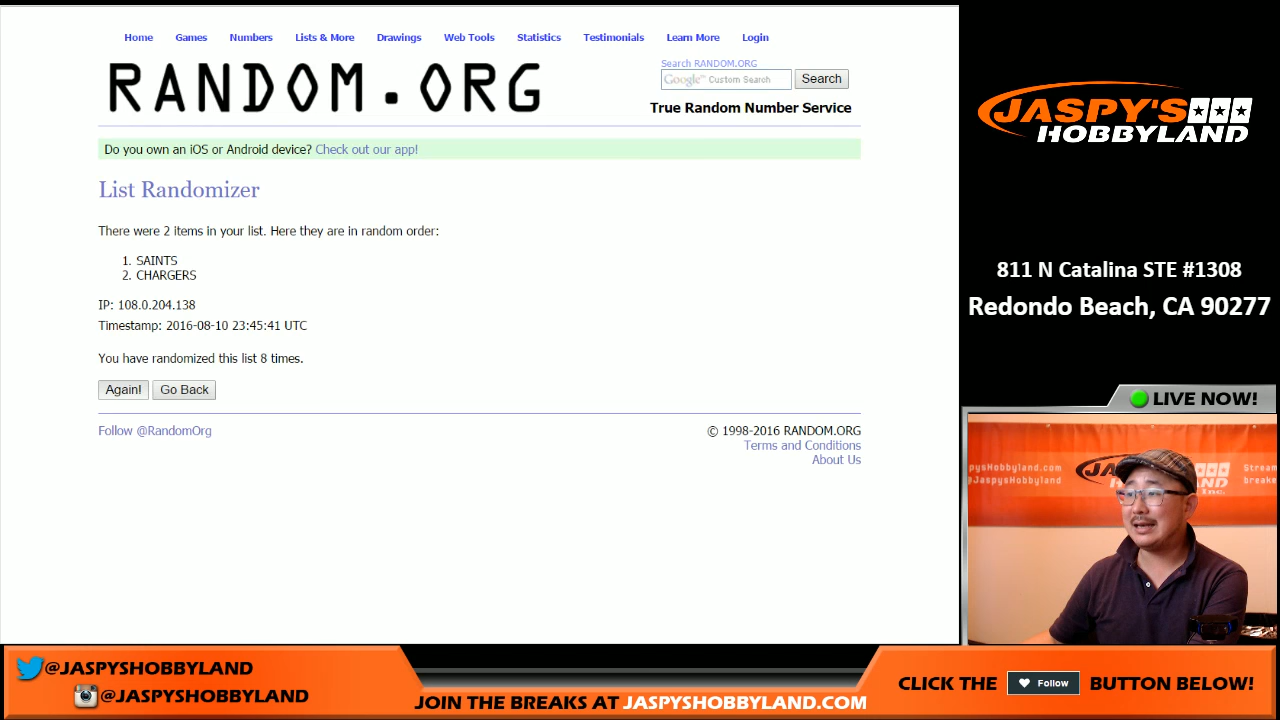 Home Games Numbers Lists & More Drawings Web Tools Statistics Testimonials Learn More Login
RANDOM.ORG
Search RANDOM.ORG
Google™ Custom Search Search
True Random Number Service
Do you own an iOS or Android device? Check out our app!
List Randomizer
There were 2 items in your list. Here they are in random order:
1. SAINTS
2. CHARGERS
IP: 108.0.204.138
Timestamp: 2016-08-10 23:45:41 UTC
You have randomized this list 8 times.
Again! Go Back
Follow @RandomOrg
© 1998-2016 RANDOM.ORG
Terms and Conditions
About Us
JASPY'S
HOBBYLAND
811 N Catalina STE #1308
Redondo Beach, CA 90277
LIVE NOW!
pysHobbyland.com
@JaspysHobbyland
Inc.
@JASPYSHOBBYLAND
@JASPYSHOBBYLAND
JOIN THE BREAKS AT JASPYSHOBBYLAND.COM
CLICK THE Follow BUTTON BELOW!